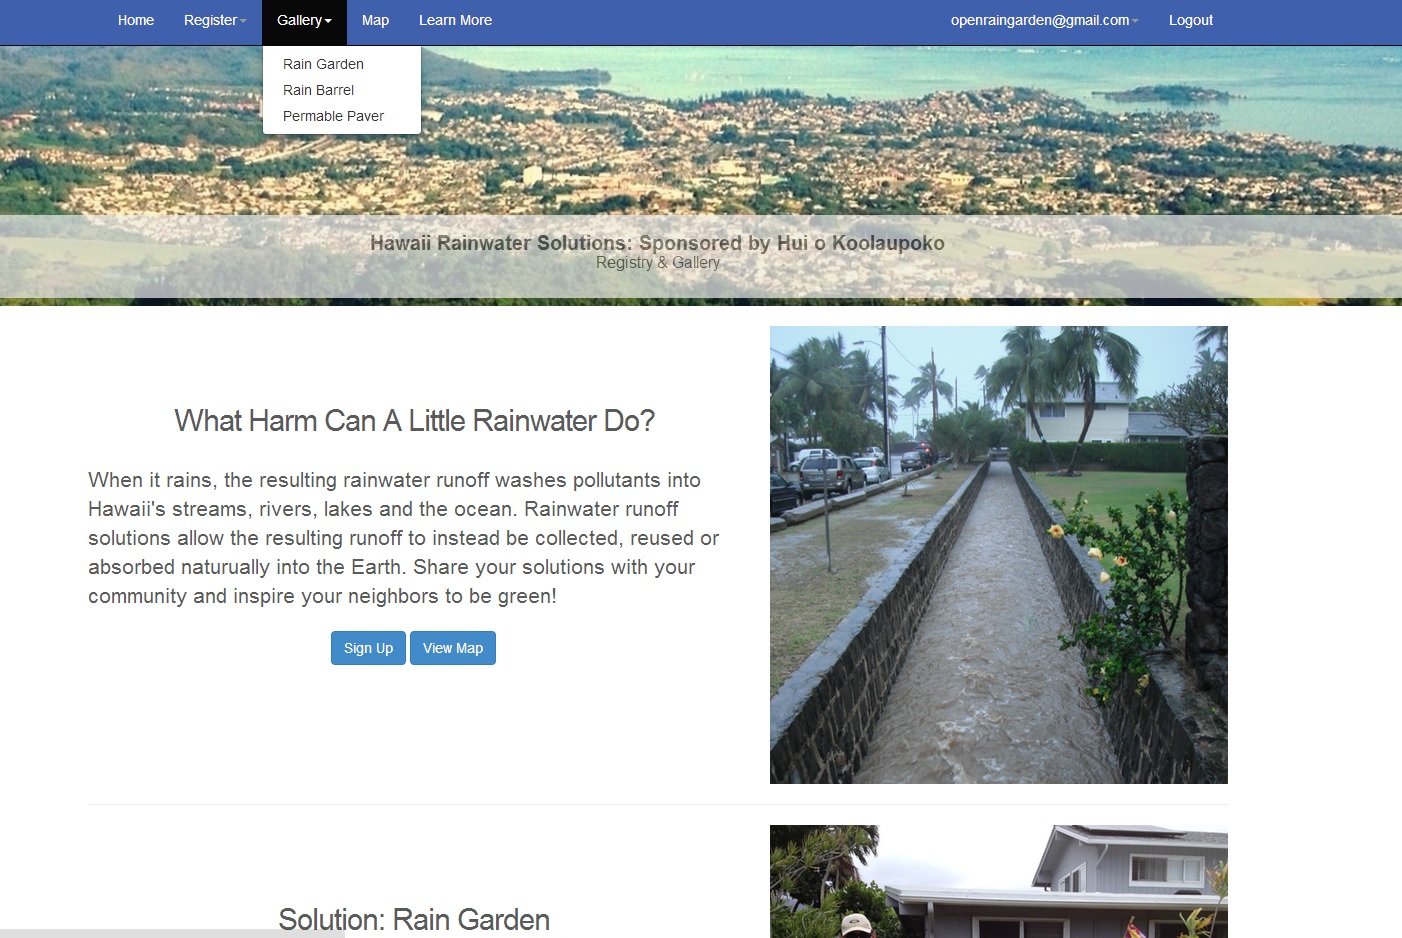 Home Register Gallery Map Learn More openraingarden@gmail.com Logout
Rain Garden
Rain Barrel
Permable Paver
Hawaii Rainwater Solutions: Sponsored by Hui o Koolaupoko
Registry & Gallery
What Harm Can A Little Rainwater Do?
When it rains, the resulting rainwater runoff washes pollutants into
Hawaii's streams, rivers, lakes and the ocean. Rainwater runoff
solutions allow the resulting runoff to instead be collected, reused or
absorbed naturually into the Earth. Share your solutions with your
community and inspire your neighbors to be green!
Sign Up View Map
Solution: Rain Garden